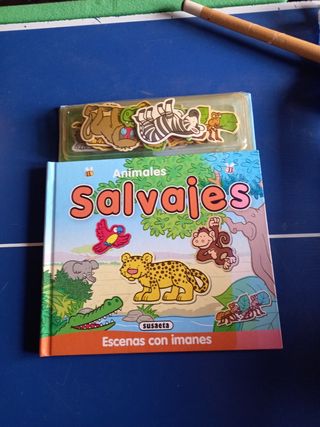 Animales
Salvajes
susaeta
Escenas con imanes